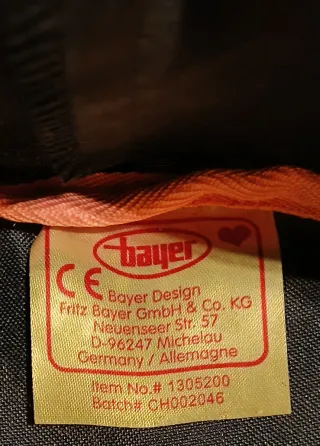 bayer
CE Bayer Design
Fritz Bayer GmbH & Co. KG
Neuenseer Str. 57
D-96247 Michelau
Germany / Allemagne
Item No.# 1305200
Batch# CH002046